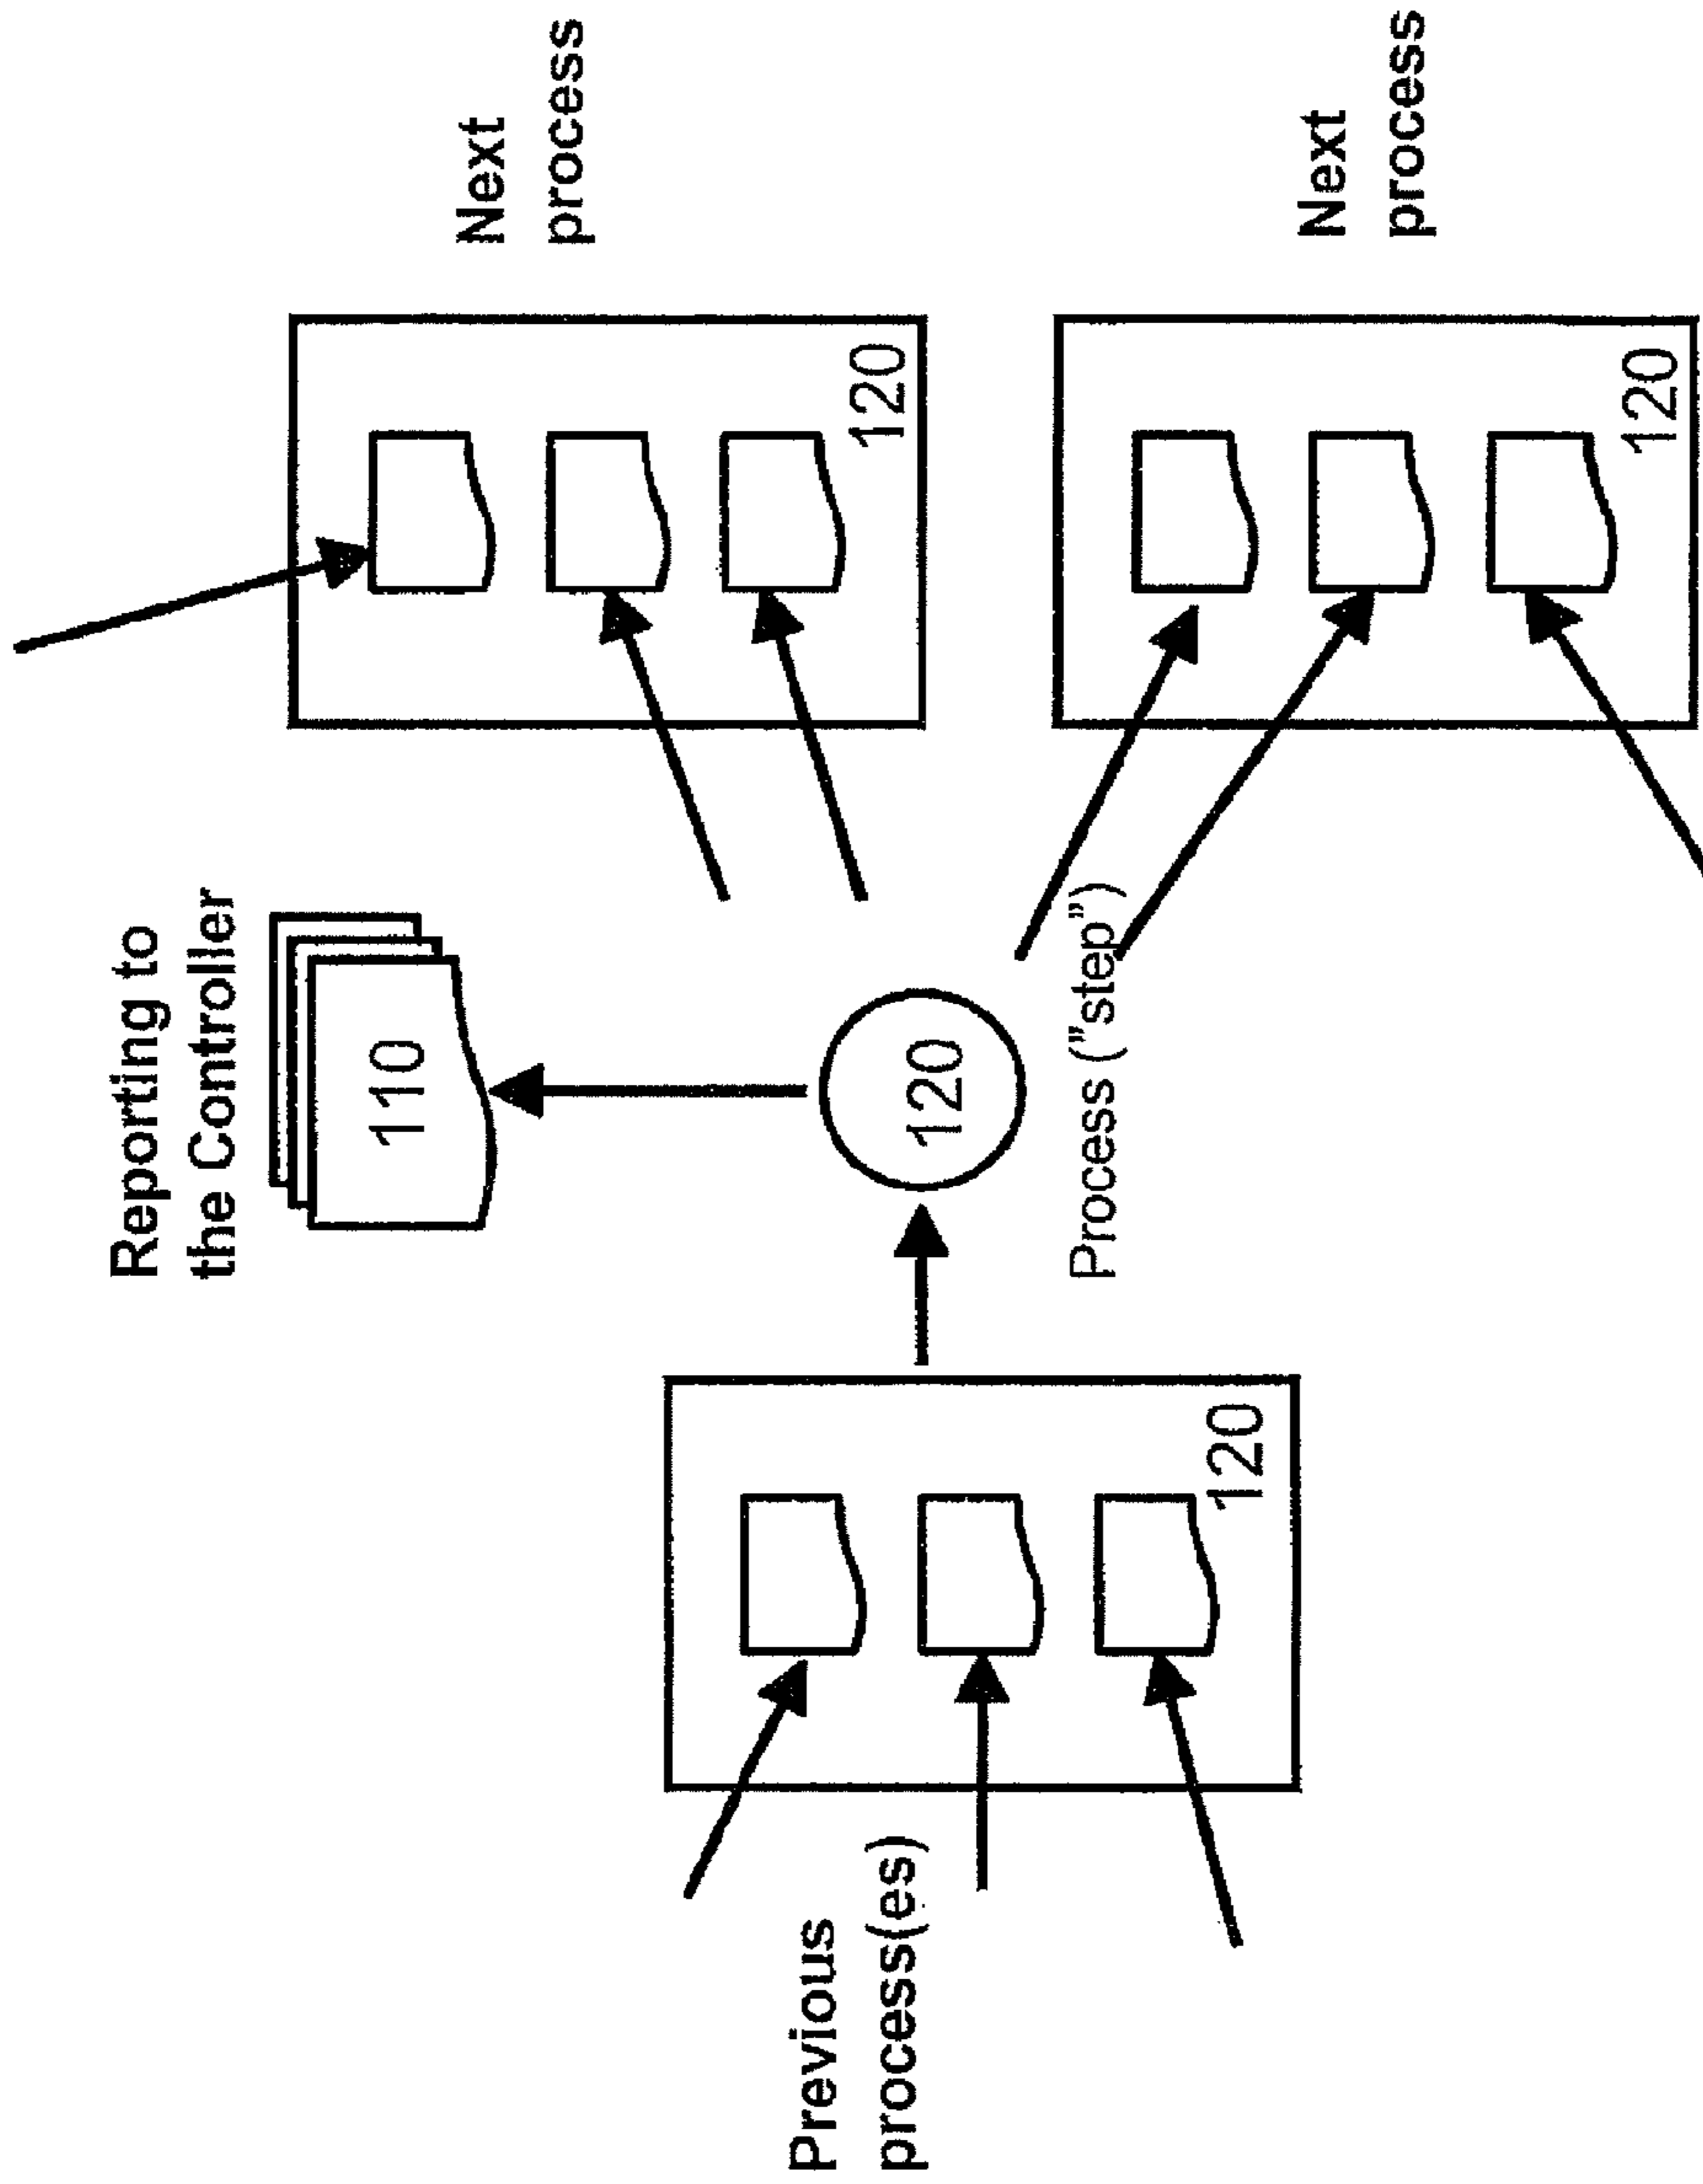 Reporting to
the Controller
110
Next
process
120
Previous
process(es)
120
120
Process ("step")
Next
process
120